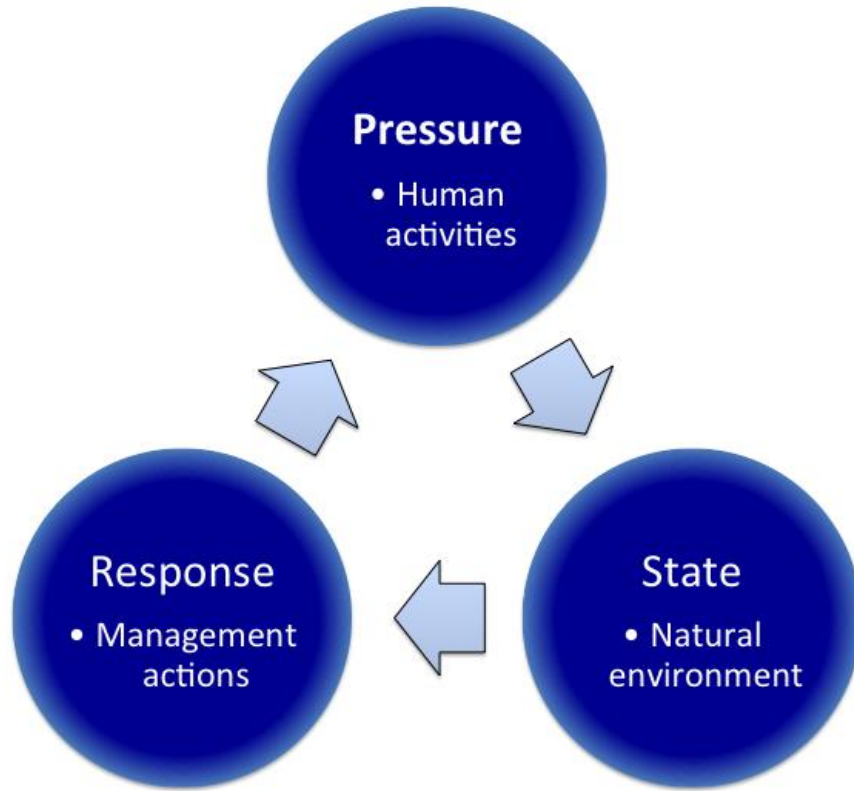 Pressure
• Human
activities
Response
• Management
actions
State
• Natural
environment